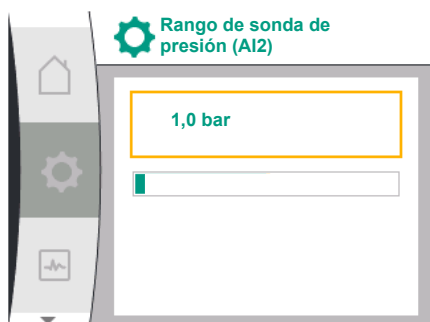 Rango de sonda de
presión (AI2)
1,0 bar